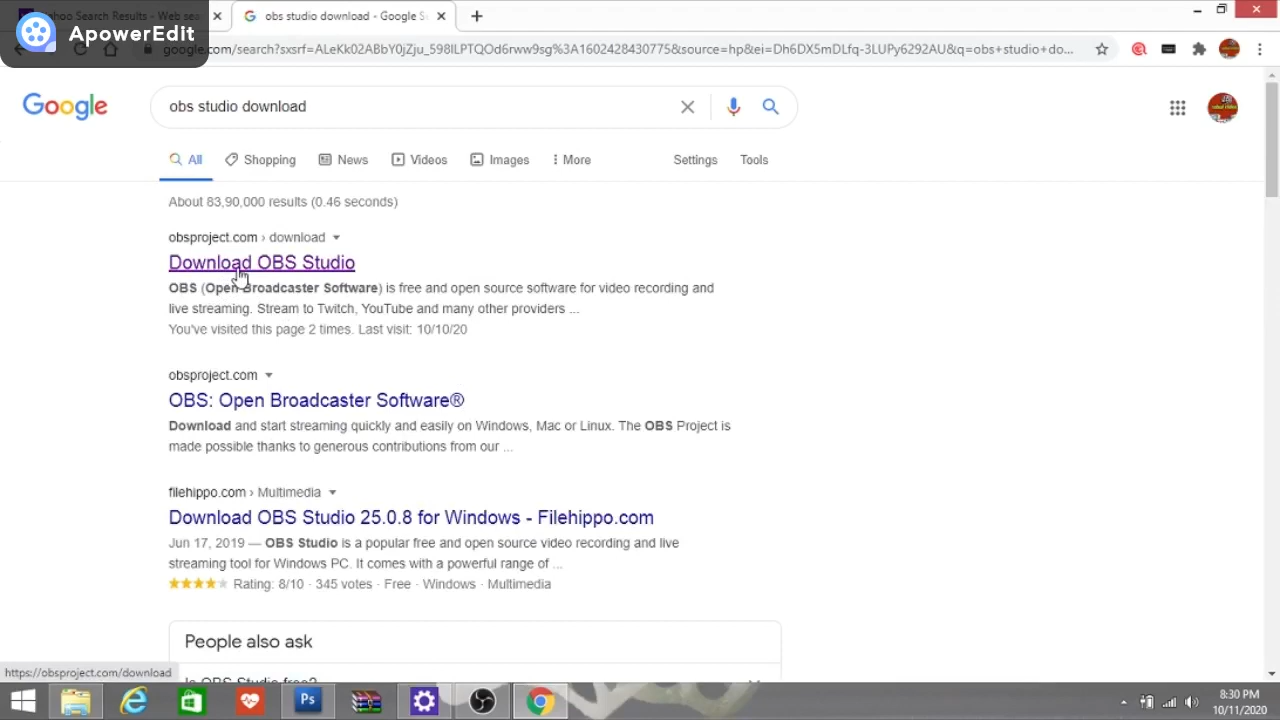 ahoo Search Results - Web sea
obs studio download - Google S
ApowerEdit
google.com/search?sxsrf=ALeKk02ABbY0jZju_598ILPTQOd6rww9sg%3A1602428430775&source=hp&ei=Dh6DX5mDLfq-3LUPy6292AU&q=obs+studio+do...
Google
obs studio download
All Shopping News Videos Images More Settings Tools
About 83,90,000 results (0.46 seconds)
obsproject.com › download
Download OBS Studio
OBS (Open Broadcaster Software) is free and open source software for video recording and
live streaming. Stream to Twitch, YouTube and many other providers ...
You've visited this page 2 times. Last visit: 10/10/20
obsproject.com
OBS: Open Broadcaster Software®
Download and start streaming quickly and easily on Windows, Mac or Linux. The OBS Project is
made possible thanks to generous contributions from our ...
filehippo.com › Multimedia
Download OBS Studio 25.0.8 for Windows - Filehippo.com
Jun 17, 2019 — OBS Studio is a popular free and open source video recording and live
streaming tool for Windows PC. It comes with a powerful range of ...
Rating: 8/10 · 345 votes · Free · Windows · Multimedia
People also ask
Is OBS Studio free?
https://obsproject.com/download
Ps
8:30 PM
10/11/2020